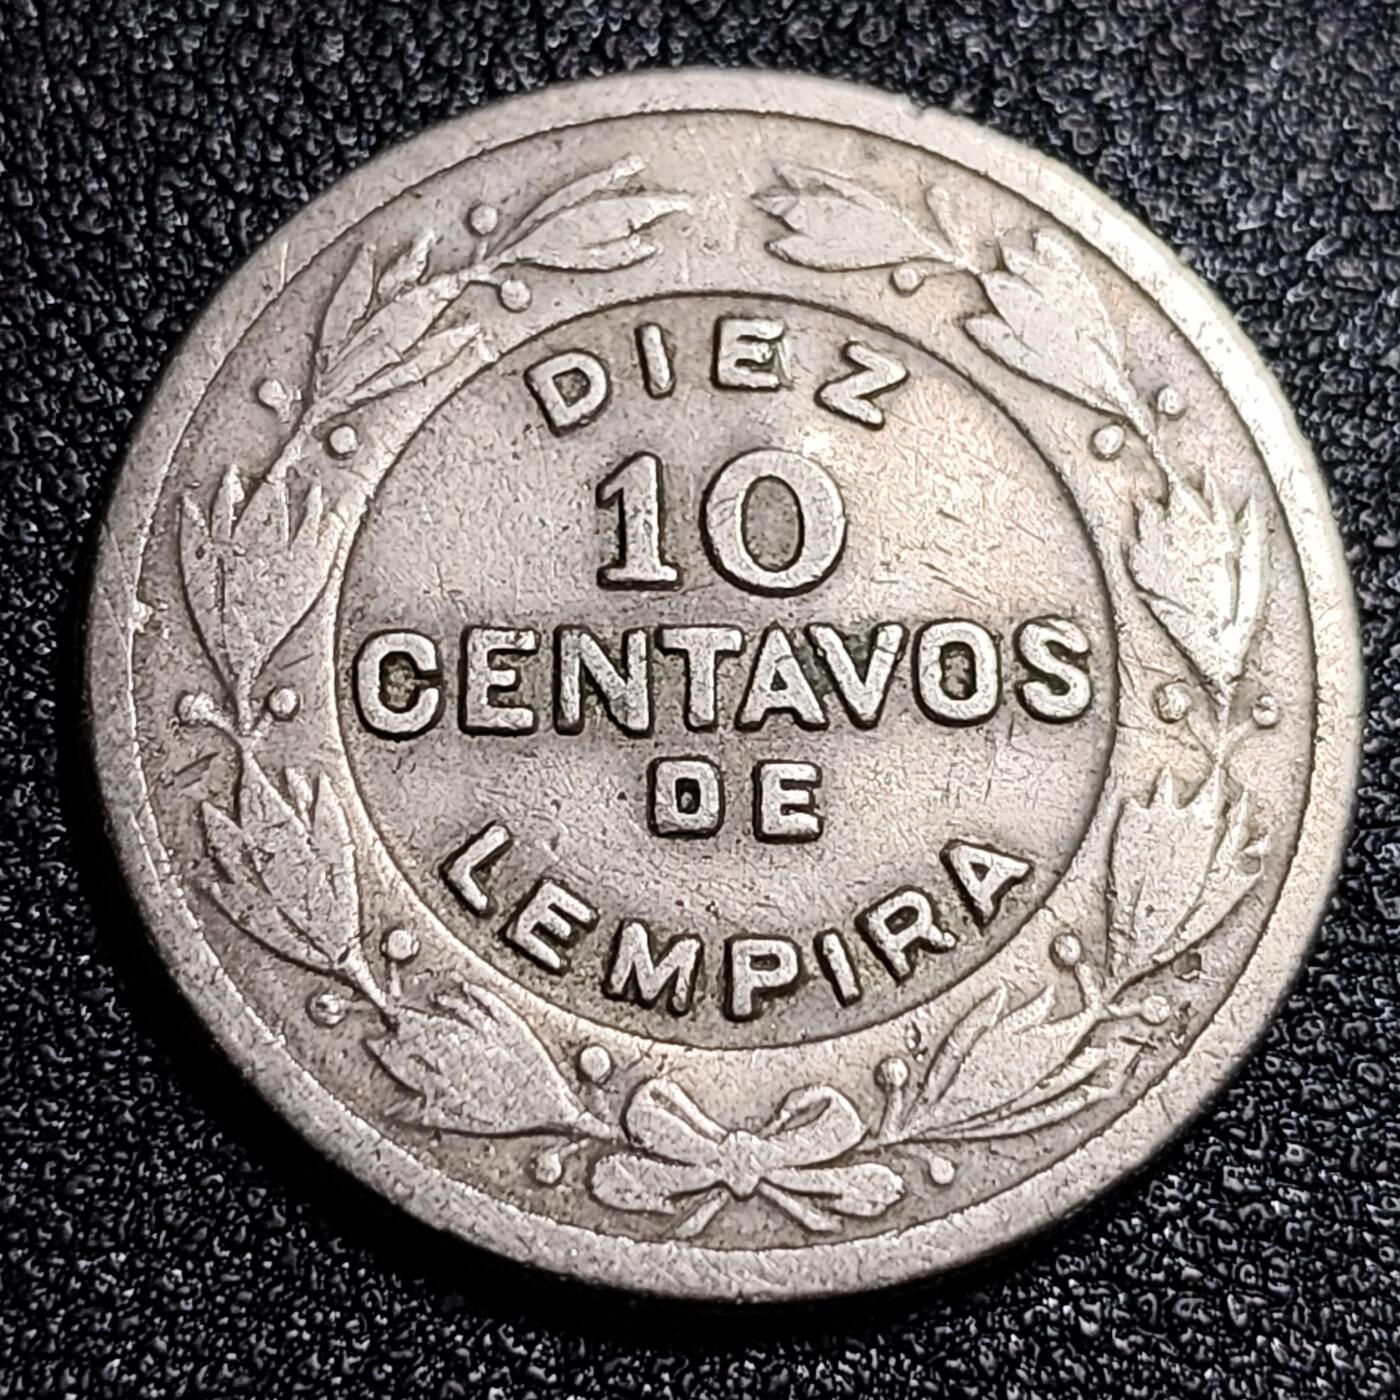 DIEZ
10
CENTAVOS
DE
LEMPIRA